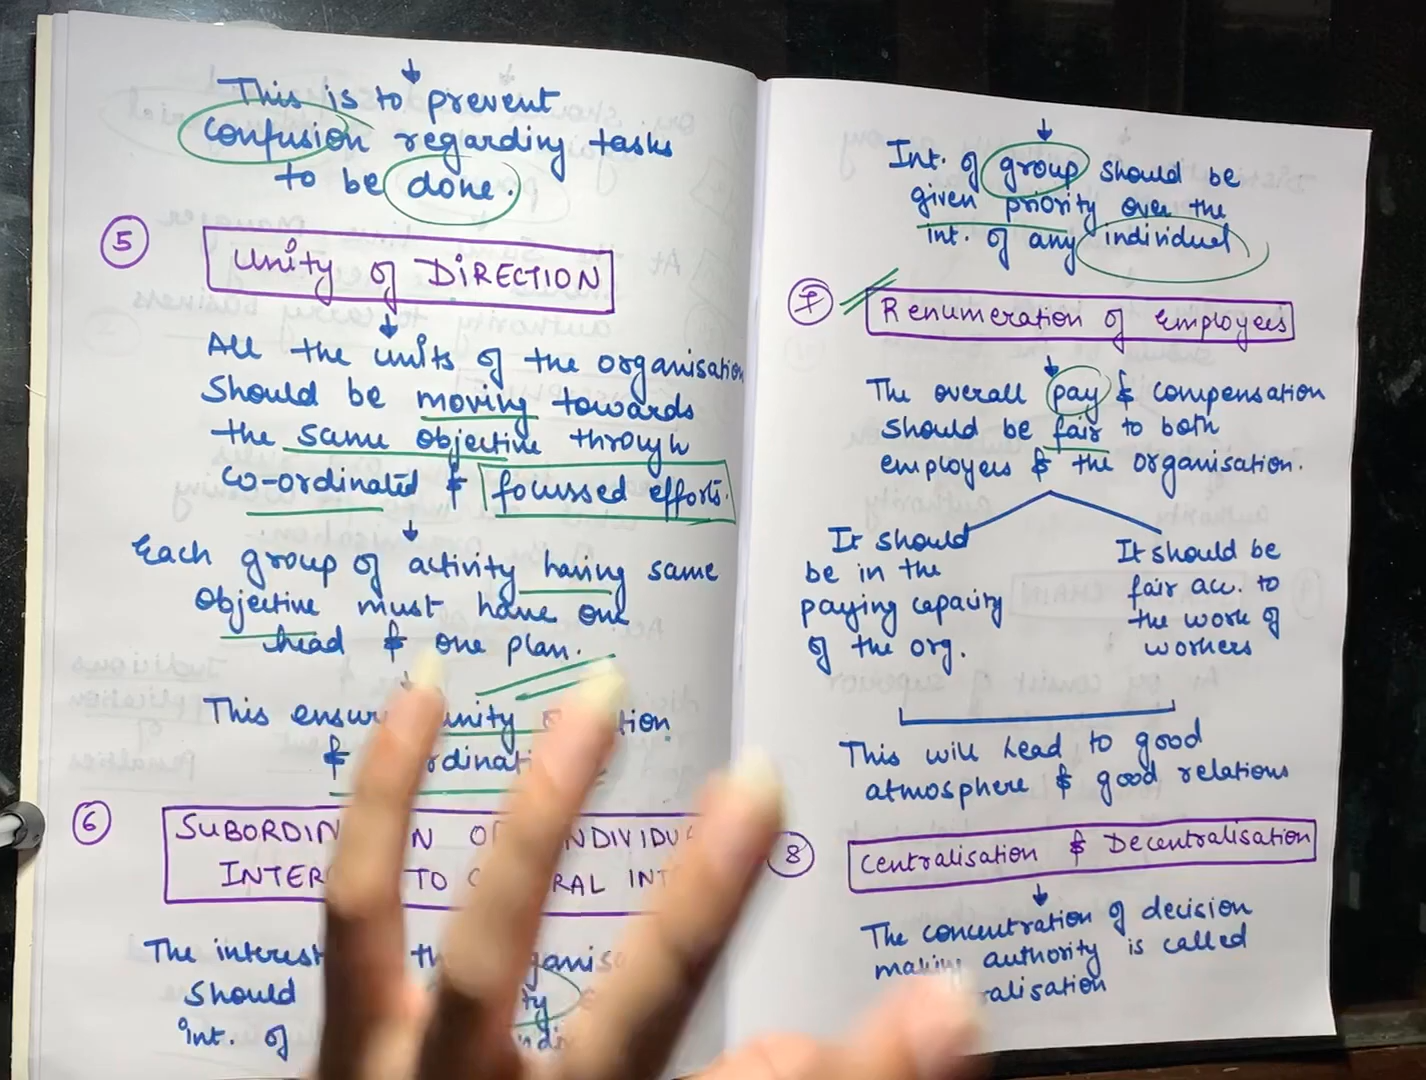 This is to prevent
confusion regarding tasks
to be done.
5
Unity of DIRECTION
All the units of the organisation
should be moving towards
the same objective through
co-ordinated & focussed efforts.
Each group of activity having same
objective must have one
head & one plan.
This unity
&
6
SUBORDIN
INTER TO
The interest
should
int. of
Int. of group should be
given priority over the
int. of any individual
7
Renumeration of employees
The overall pay & compensation
should be fair to both
employees & the organisation.
It should
be in the
paying capacity
of the org.
It should be
fair acc. to
the work of
workers
This will lead to good
atmosphere & good relations
8
Centralisation & Decentralisation
The concentration of decision
making authority is called
ralisation